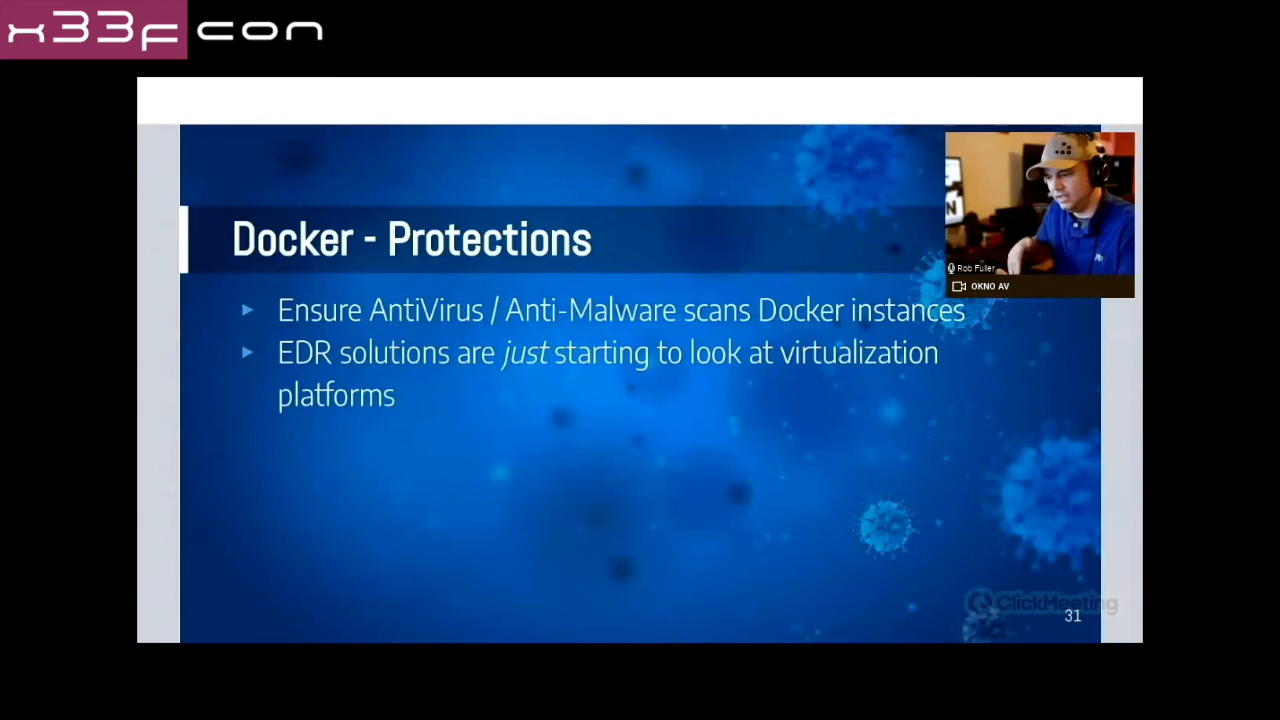 x33fcon
Docker - Protections
Rob Fuller
OKNO AV
▸ Ensure AntiVirus / Anti-Malware scans Docker instances
▸ EDR solutions are just starting to look at virtualization
platforms
ClickMeeting
31